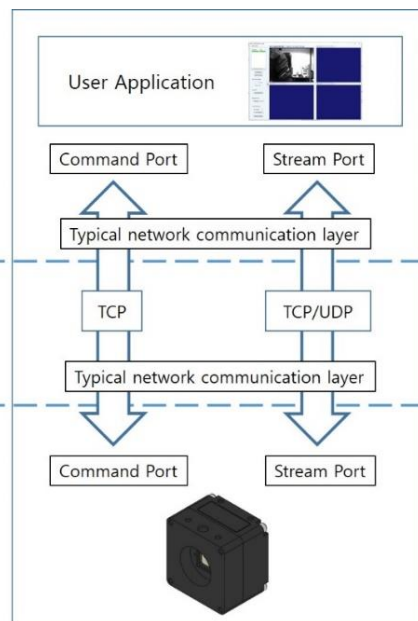 User Application
Command Port
Stream Port
Typical network communication layer
TCP
TCP/UDP
Typical network communication layer
Command Port
Stream Port